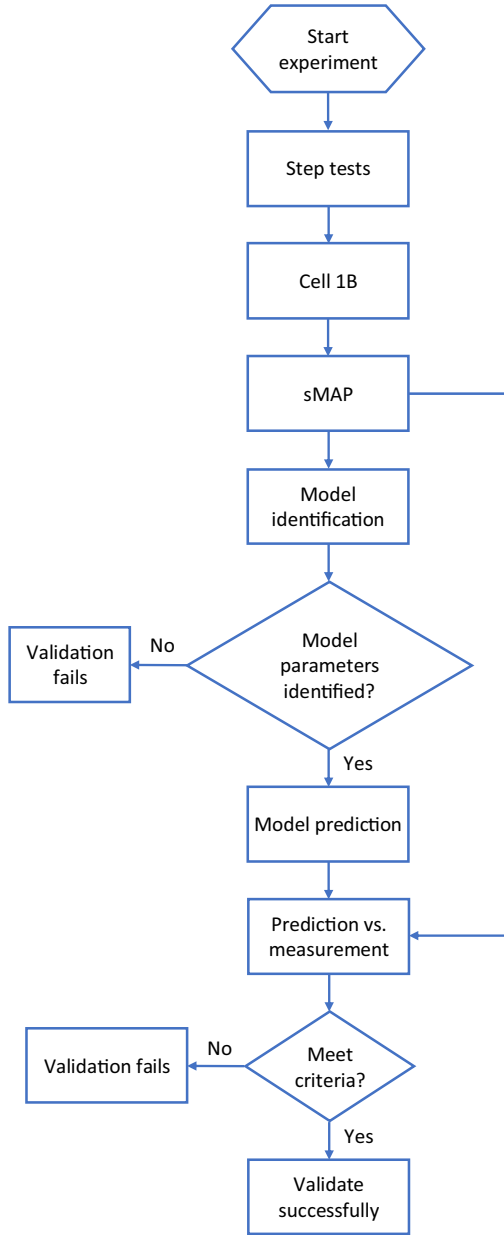 Start
experiment
Step tests
Cell 1B
sMAP
Model
identification
Model
parameters
identified?
No
Validation
fails
Yes
Model prediction
Prediction vs.
measurement
Meet
criteria?
No
Validation fails
Yes
Validate
successfully